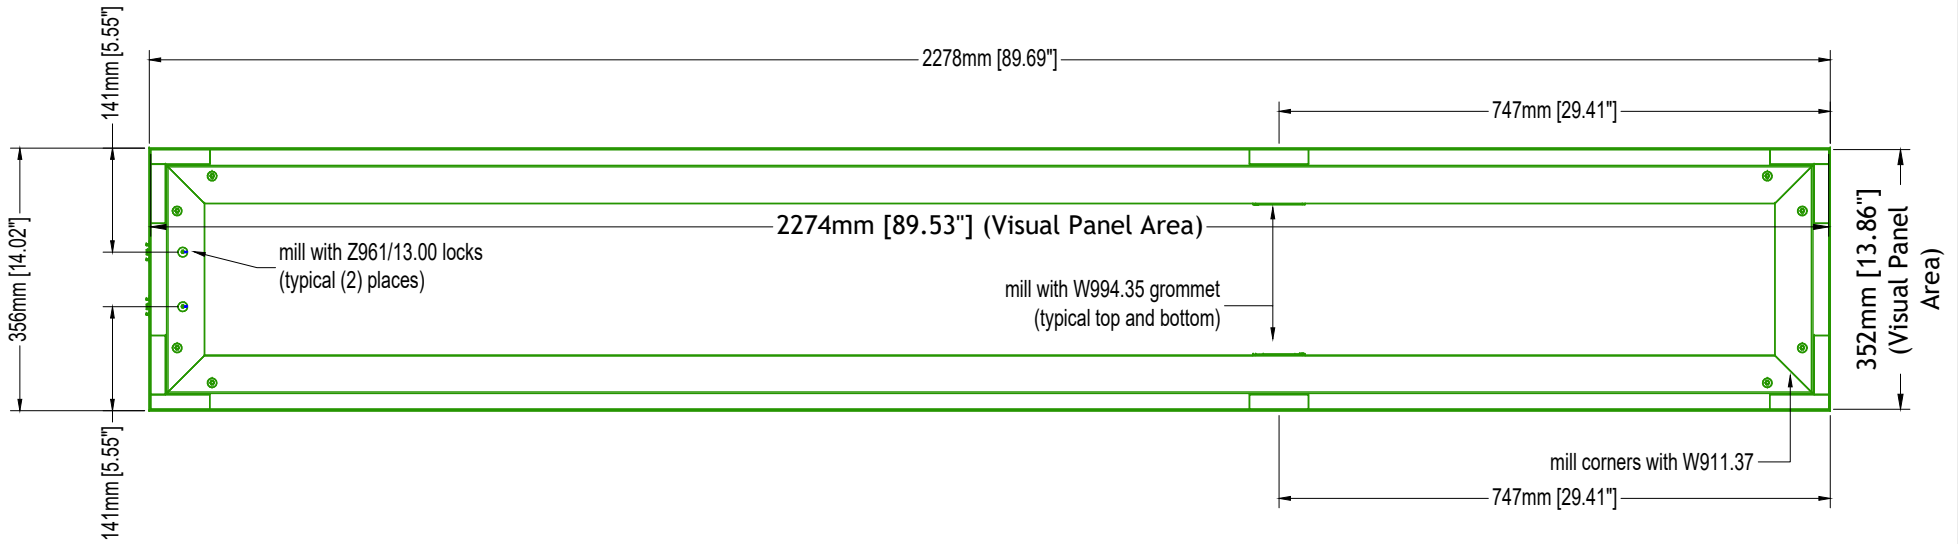 141mm [5.55"]
2278mm [89.69"]
747mm [29.41"]
356mm [14.02"]
2274mm [89.53"] (Visual Panel Area)
mill with Z961/13.00 locks
(typical (2) places)
mill with W994.35 grommet
(typical top and bottom)
352mm [13.86"]
(Visual Panel
Area)
mill corners with W911.37
141mm [5.55"]
747mm [29.41"]